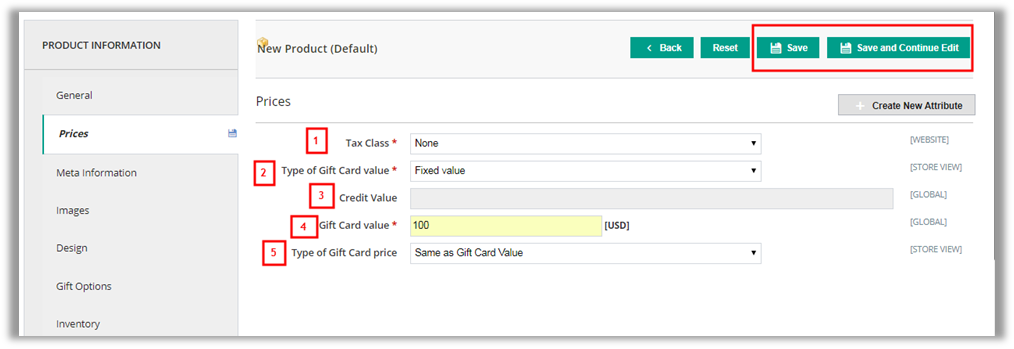 PRODUCT INFORMATION
General
Prices
Meta Information
Images
Design
Gift Options
Inventory
New Product (Default)
Back Reset Save Save and Continue Edit
Prices
Create New Attribute
1 Tax Class * None [WEBSITE]
2 Type of Gift Card value * Fixed value [STORE VIEW]
3 Credit Value [GLOBAL]
4 Gift Card value * 100 [USD] [GLOBAL]
5 Type of Gift Card price Same as Gift Card Value [STORE VIEW]